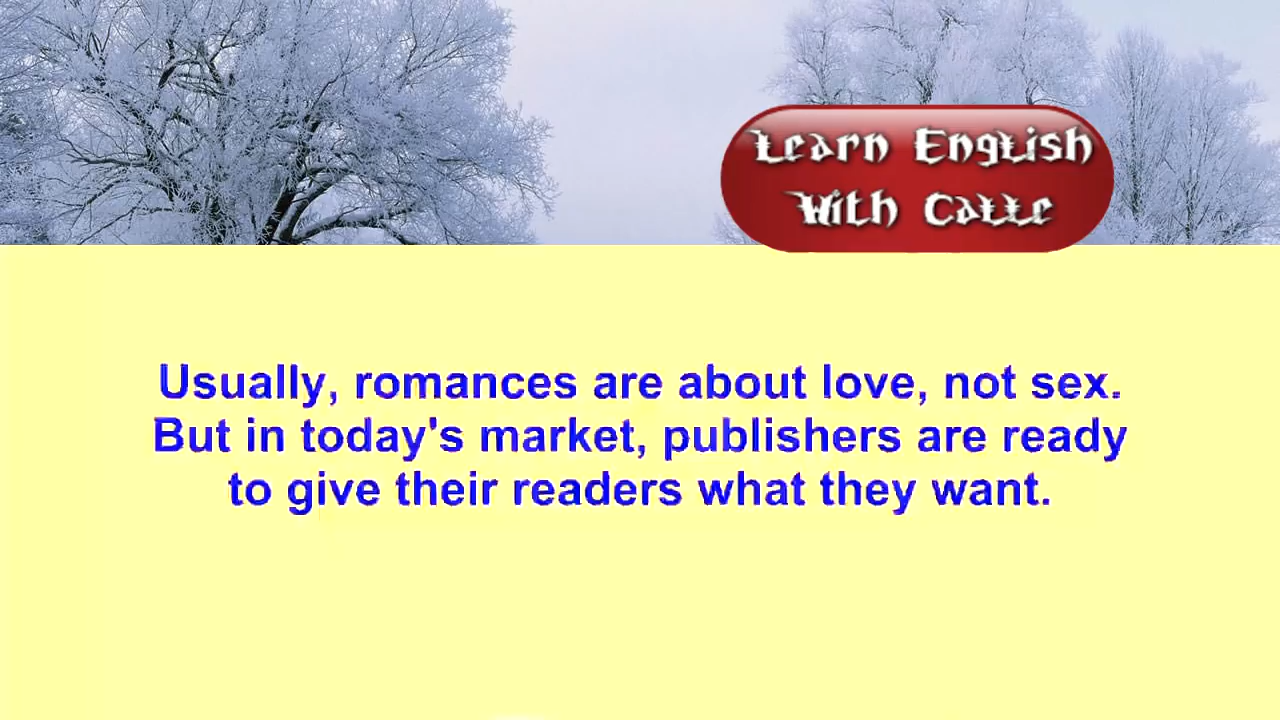 Learn English
With Catte
Usually, romances are about love, not sex.
But in today's market, publishers are ready
to give their readers what they want.